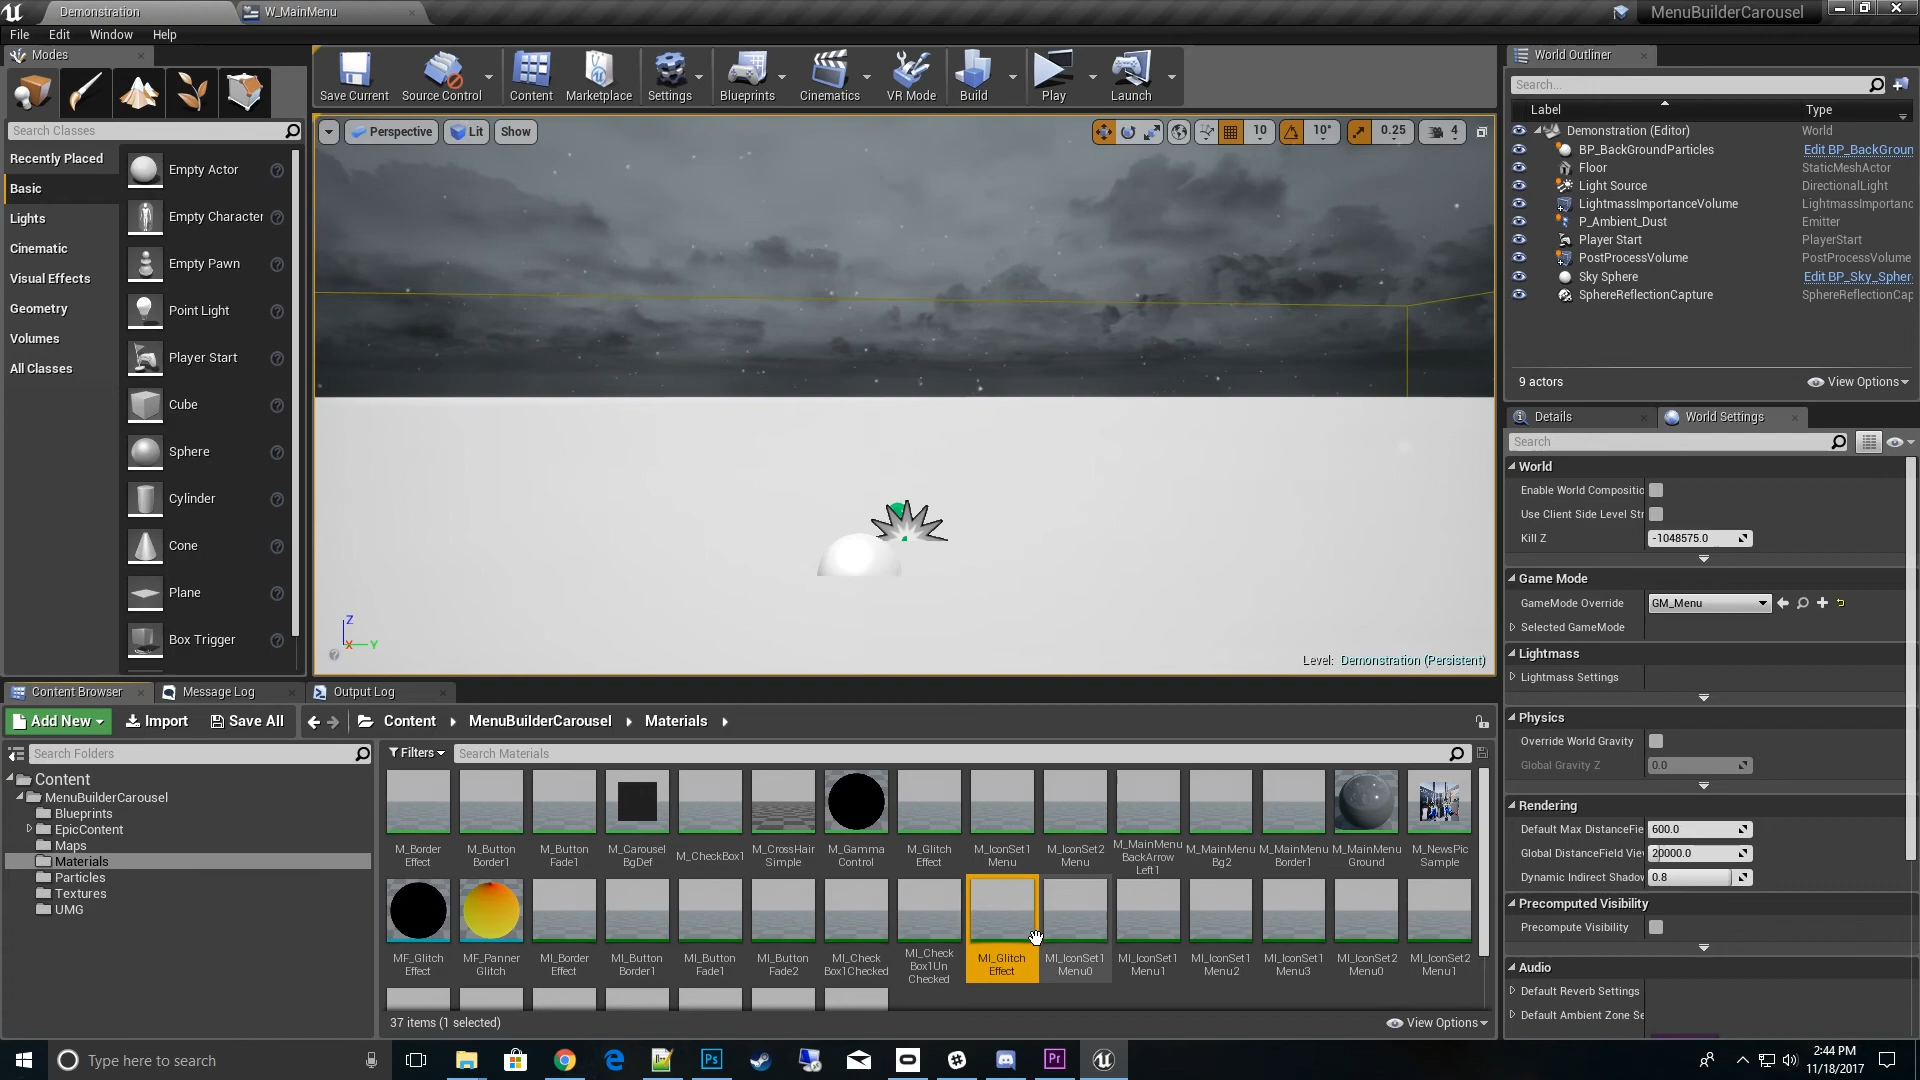 Demonstration
W_MainMenu
MenuBuilderCarousel
File Edit Window Help
Modes
Search Classes
Recently Placed
Basic
Lights
Cinematic
Visual Effects
Geometry
Volumes
All Classes
Empty Actor
Empty Character
Empty Pawn
Point Light
Player Start
Cube
Sphere
Cylinder
Cone
Plane
Box Trigger
Save Current
Source Control
Content
Marketplace
Settings
Blueprints
Cinematics
VR Mode
Build
Play
Launch
Perspective
Lit
Show
10
10°
0.25
4
Z
X
Y
Level: Demonstration (Persistent)
World Outliner
Search...
Label Type
Demonstration (Editor) World
BP_BackGroundParticles Edit BP_BackGroun
Floor StaticMeshActor
Light Source DirectionalLight
LightmassImportanceVolume LightmassImportanc
P_Ambient_Dust Emitter
Player Start PlayerStart
PostProcessVolume PostProcessVolume
Sky Sphere Edit BP_Sky_Spher
SphereReflectionCapture SphereReflectionCap
9 actors
View Options
Details
World Settings
Search
World
Enable World Compositio
Use Client Side Level Str
Kill Z -1048575.0
Game Mode
GameMode Override GM_Menu
Selected GameMode
Lightmass
Lightmass Settings
Physics
Override World Gravity
Global Gravity Z 0.0
Rendering
Default Max DistanceFie 600.0
Global DistanceField Vie 20000.0
Dynamic Indirect Shadow 0.8
Precomputed Visibility
Precompute Visibility
Audio
Default Reverb Settings
Default Ambient Zone Se
Content Browser
Message Log
Output Log
Add New
Import
Save All
Content
MenuBuilderCarousel
Materials
Search Folders
Filters
Search Materials
Content
MenuBuilderCarousel
Blueprints
EpicContent
Maps
Materials
Particles
Textures
UMG
M_Border
Effect
M_Button
Border1
M_Button
Fade1
M_Carousel
BgDef
M_CheckBox1
M_CrossHair
Simple
M_Gamma
Control
M_Glitch
Effect
M_IconSet1
Menu
M_IconSet2
Menu
M_MainMenu
BackArrow
Left1
M_MainMenu
Bg2
M_MainMenu
Border1
M_MainMenu
Ground
M_NewsPic
Sample
MF_Glitch
Effect
MF_Panner
Glitch
MI_Border
Effect
MI_Button
Border1
MI_Button
Fade1
MI_Button
Fade2
MI_Check
Box1Checked
MI_Check
Box1Un
Checked
MI_Glitch
Effect
MI_IconSet1
Menu0
MI_IconSet1
Menu1
MI_IconSet1
Menu2
MI_IconSet1
Menu3
MI_IconSet2
Menu0
MI_IconSet2
Menu1
37 items (1 selected)
View Options
Type here to search
Ps
Pr
2:44 PM
11/18/2017